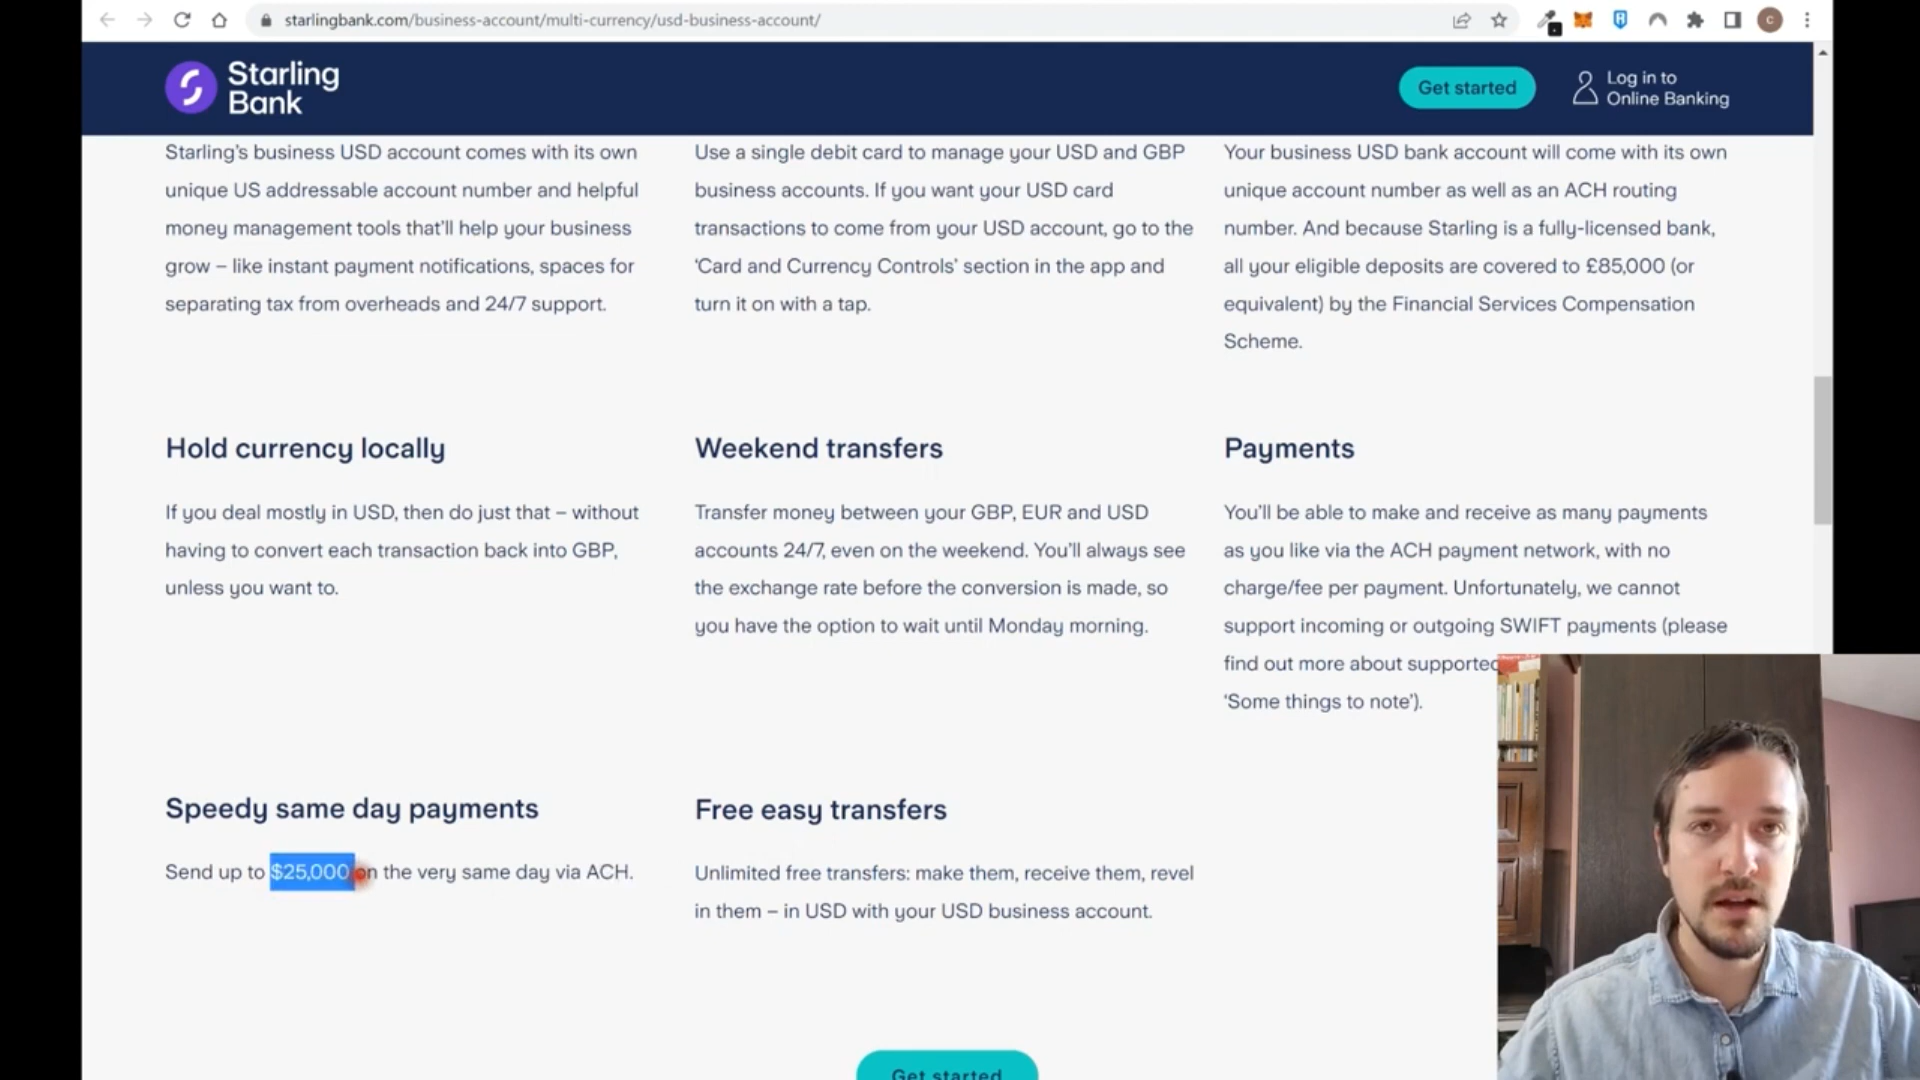 starlingbank.com/business-account/multi-currency/usd-business-account/
C
Starling
Bank
Get started
Log in to
Online Banking
Starling’s business USD account comes with its own
unique US addressable account number and helpful
money management tools that’ll help your business
grow – like instant payment notifications, spaces for
separating tax from overheads and 24/7 support.
Use a single debit card to manage your USD and GBP
business accounts. If you want your USD card
transactions to come from your USD account, go to the
‘Card and Currency Controls’ section in the app and
turn it on with a tap.
Your business USD bank account will come with its own
unique account number as well as an ACH routing
number. And because Starling is a fully-licensed bank,
all your eligible deposits are covered to £85,000 (or
equivalent) by the Financial Services Compensation
Scheme.
Hold currency locally
If you deal mostly in USD, then do just that – without
having to convert each transaction back into GBP,
unless you want to.
Weekend transfers
Transfer money between your GBP, EUR and USD
accounts 24/7, even on the weekend. You’ll always see
the exchange rate before the conversion is made, so
you have the option to wait until Monday morning.
Payments
You’ll be able to make and receive as many payments
as you like via the ACH payment network, with no
charge/fee per payment. Unfortunately, we cannot
support incoming or outgoing SWIFT payments (please
find out more about supported
‘Some things to note’).
Speedy same day payments
Send up to $25,000 on the very same day via ACH.
Free easy transfers
Unlimited free transfers: make them, receive them, revel
in them – in USD with your USD business account.
Get started